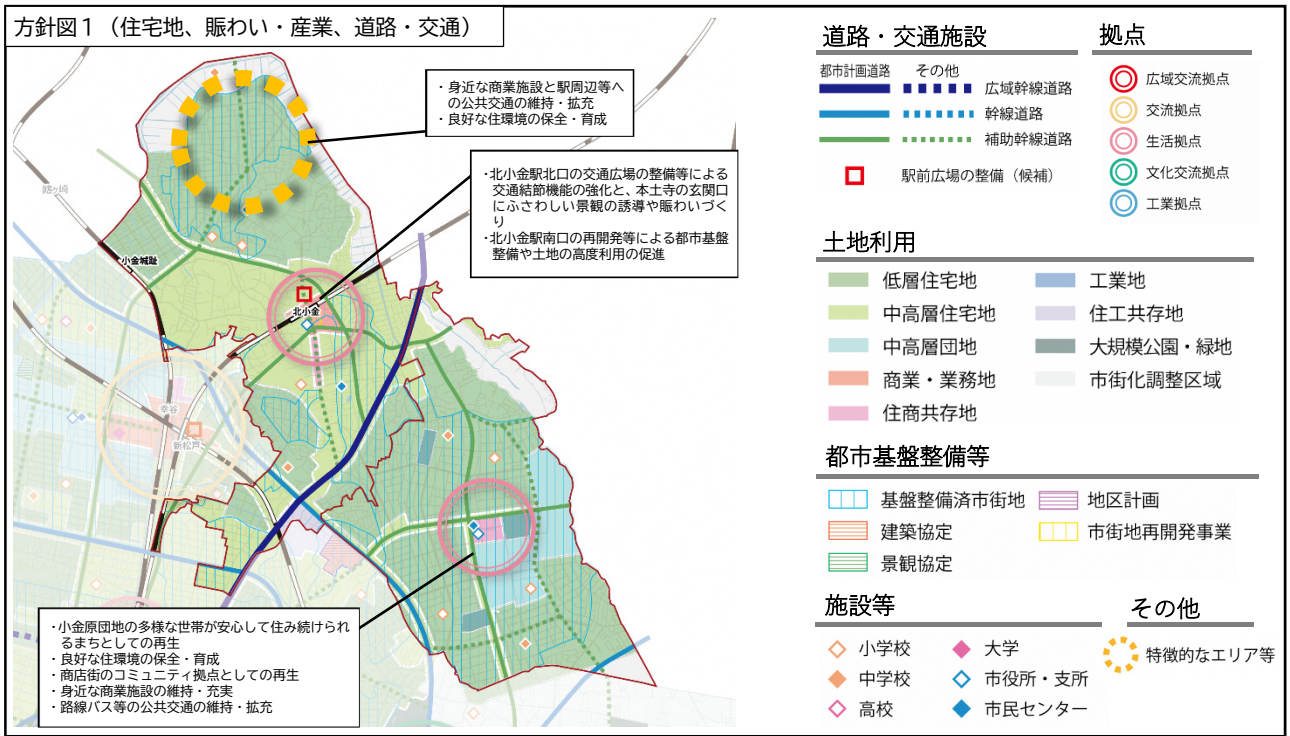 方針図１（住宅地、賑わい・産業、道路・交通）
・身近な商業施設と駅周辺等へ
の公共交通の維持・拡充
・良好な住環境の保全・育成
・北小金駅北口の交通広場の整備等による
交通結節機能の強化と、本土寺の玄関口
にふさわしい景観の誘導や賑わいづく
り
・北小金駅南口の再開発等による都市基盤
整備や土地の高度利用の促進
小金城趾
北小金
幸谷
新松戸
・小金原団地の多様な世帯が安心して住み続けられ
るまちとしての再生
・良好な住環境の保全・育成
・商店街のコミュニティ拠点としての再生
・身近な商業施設の維持・充実
・路線バス等の公共交通の維持・拡充
道路・交通施設
都市計画道路 その他
広域幹線道路
幹線道路
補助幹線道路
駅前広場の整備（候補）
拠点
広域交流拠点
交流拠点
生活拠点
文化交流拠点
工業拠点
土地利用
低層住宅地
中高層住宅地
中高層団地
商業・業務地
住商共存地
工業地
住工共存地
大規模公園・緑地
市街化調整区域
都市基盤整備等
基盤整備済市街地
建築協定
景観協定
地区計画
市街地再開発事業
施設等
小学校
中学校
高校
大学
市役所・支所
市民センター
その他
特徴的なエリア等